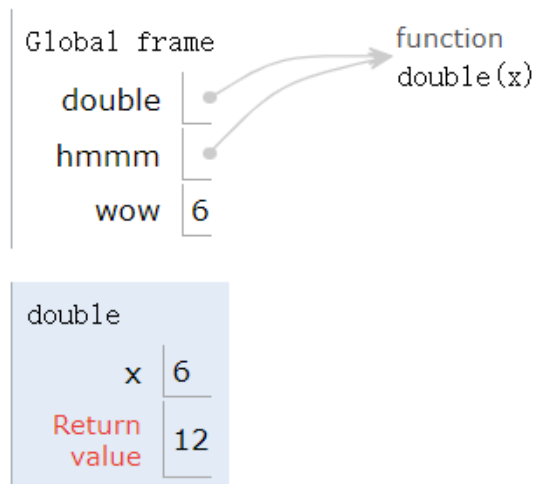 Global frame
function
double(x)
double
hmmm
wow 6
double
x 6
Return
value 12